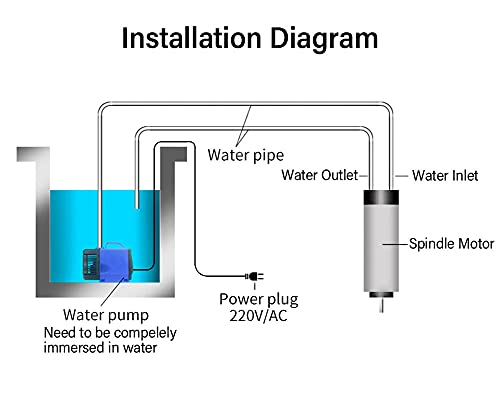 Installation Diagram
Water pipe
Water Outlet
Water Inlet
Spindle Motor
Power plug
220V/AC
Water pump
Need to be compelely
immersed in water